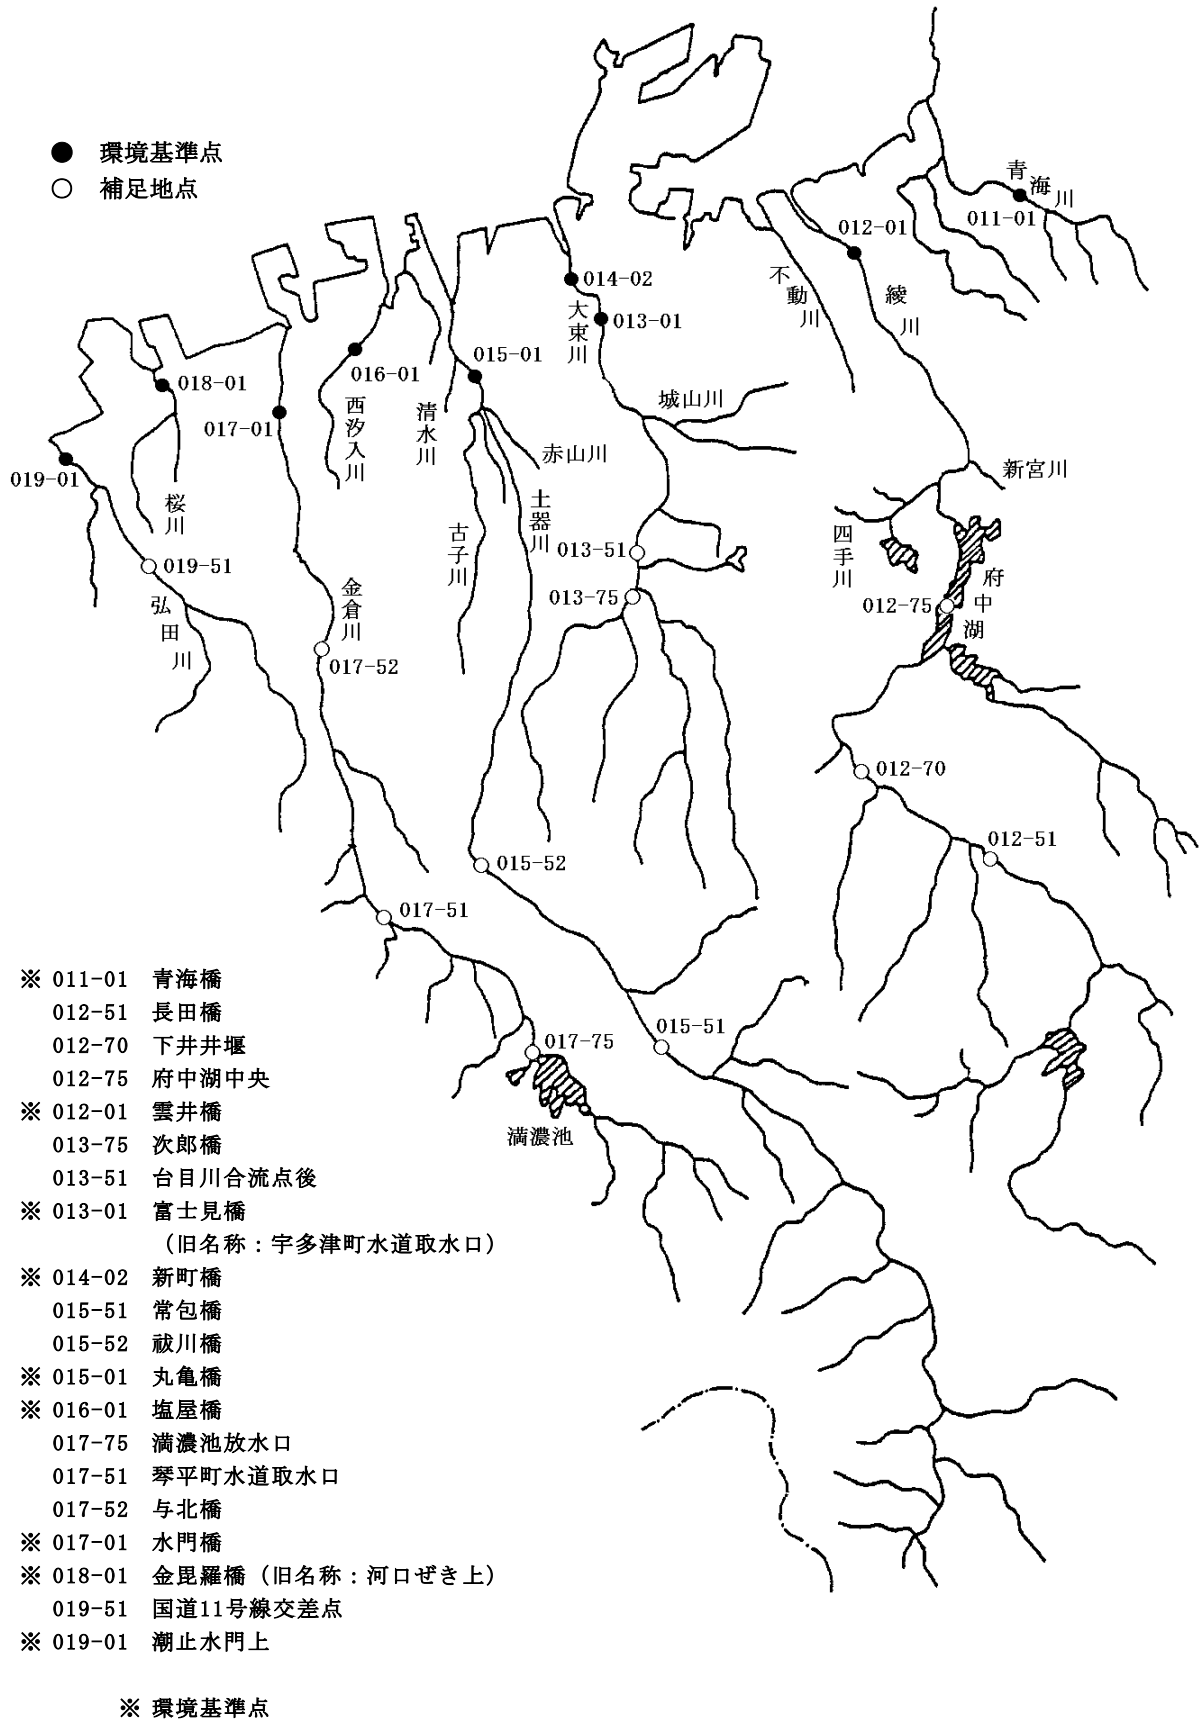 ● 環境基準点
○ 補足地点
青海川
011-01
012-01
綾川
不動川
014-02
大束川
013-01
015-01
016-01
018-01
017-01
019-01
西汐入川
清水川
城山川
赤山川
新宮川
桜川
土器川
古子川
四手川
013-51
019-51
府中湖
012-75
013-75
弘田川
金倉川
017-52
012-70
012-51
015-52
017-51
015-51
017-75
満濃池
※ 011-01 青海橋
012-51 長田橋
012-70 下井井堰
012-75 府中湖中央
※ 012-01 雲井橋
013-75 次郎橋
013-51 台目川合流点後
※ 013-01 富士見橋
（旧名称：宇多津町水道取水口）
※ 014-02 新町橋
015-51 常包橋
015-52 祓川橋
※ 015-01 丸亀橋
※ 016-01 塩屋橋
017-75 満濃池放水口
017-51 琴平町水道取水口
017-52 与北橋
※ 017-01 水門橋
※ 018-01 金毘羅橋（旧名称：河口ぜき上）
019-51 国道11号線交差点
※ 019-01 潮止水門上
※ 環境基準点